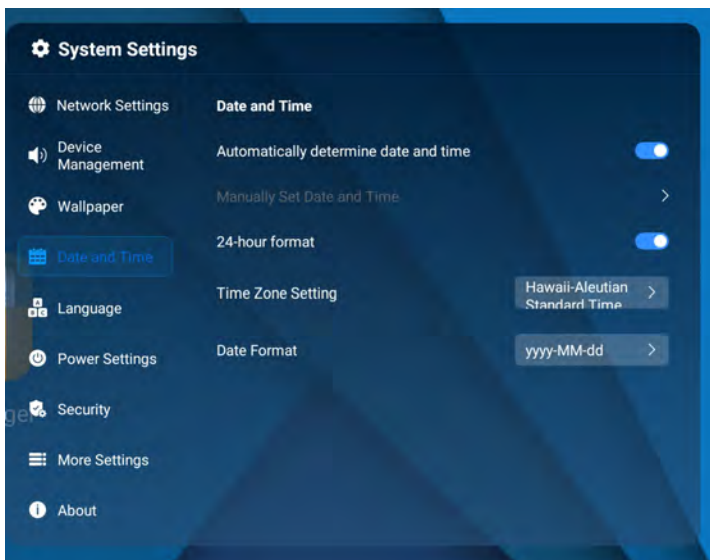 System Settings
Network Settings
Device
Management
Wallpaper
Date and Time
Language
Power Settings
Security
More Settings
About
Date and Time
Automatically determine date and time
Manually Set Date and Time
24-hour format
Time Zone Setting
Hawaii-Aleutian
Standard Time
Date Format
yyyy-MM-dd